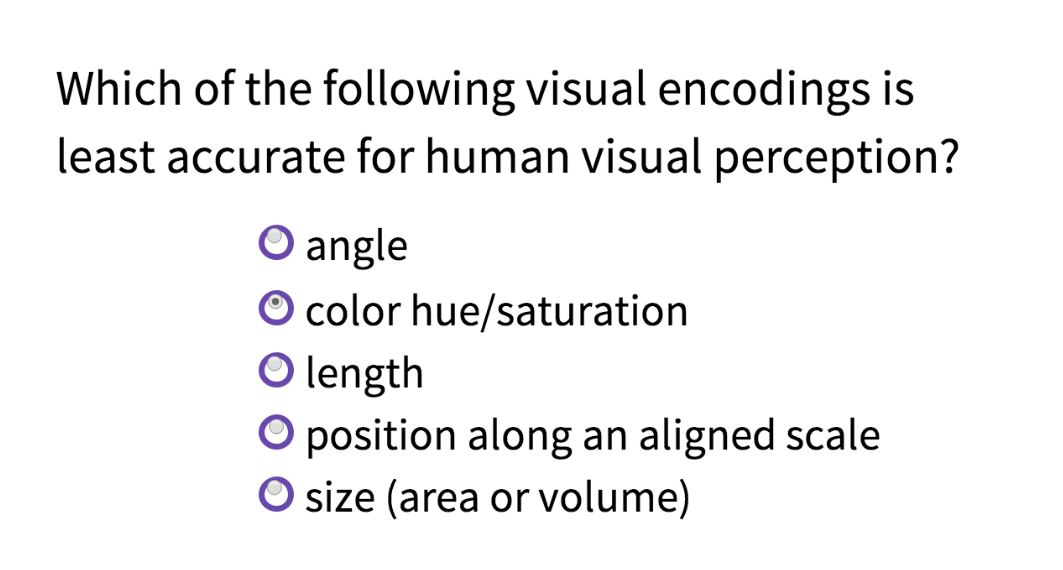 Which of the following visual encodings is
least accurate for human visual perception?
angle
color hue/saturation
length
position along an aligned scale
size (area or volume)